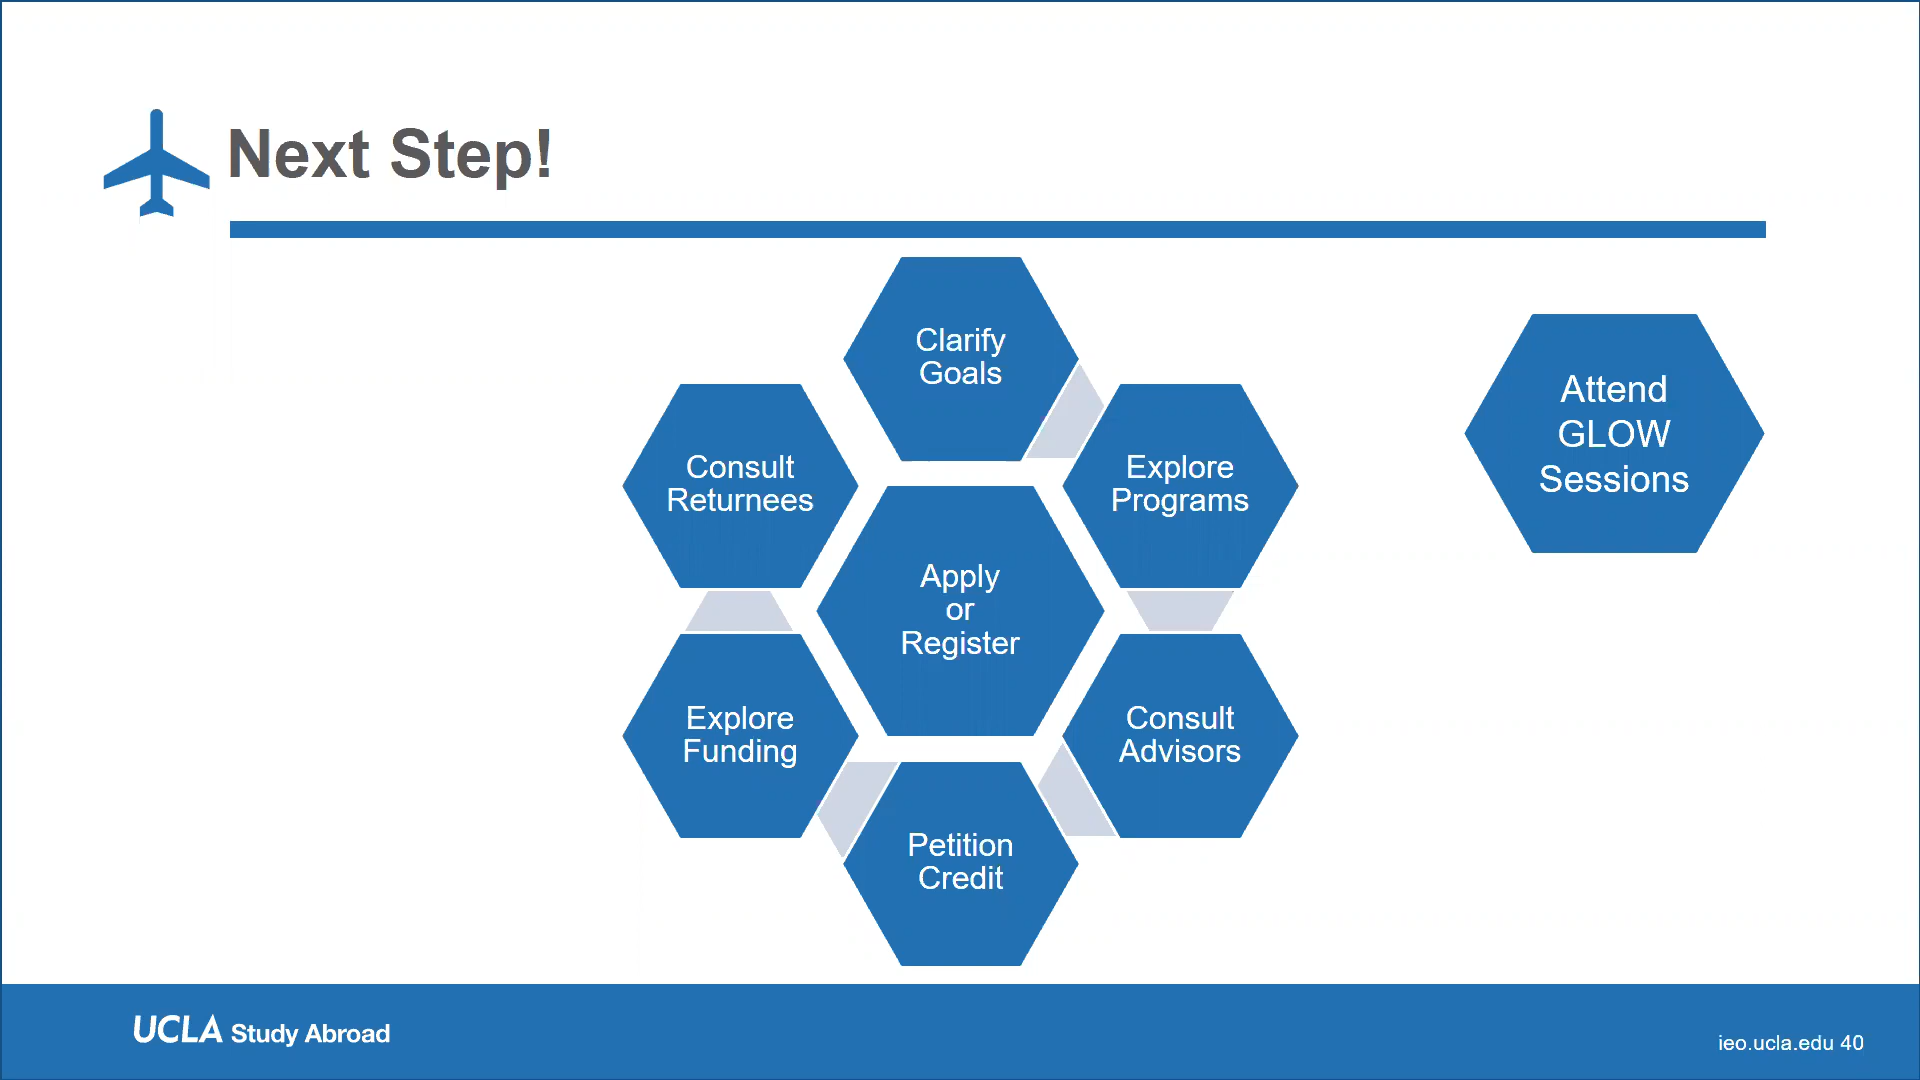 Next Step!
Clarify
Goals
Explore
Programs
Consult
Advisors
Petition
Credit
Explore
Funding
Consult
Returnees
Apply
or
Register
Attend
GLOW
Sessions
UCLA Study Abroad
ieo.ucla.edu 40